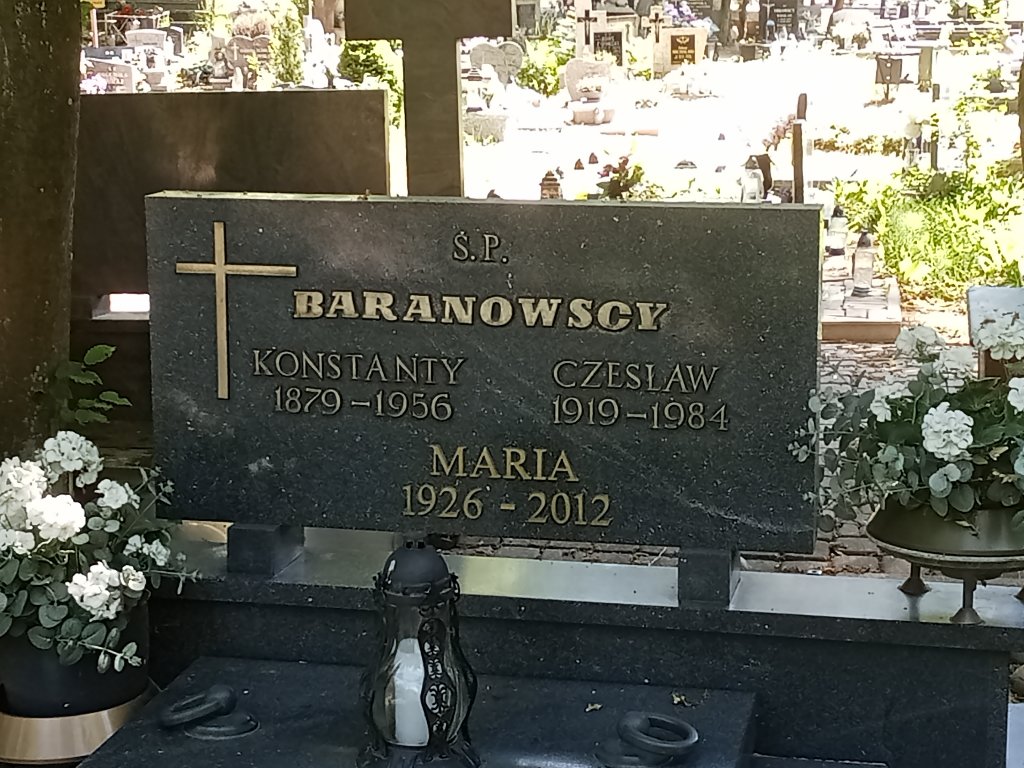 Ś.P.
BARANOWSCY
KONSTANTY CZESŁAW
1879-1956 1919-1984
MARIA
1926-2012